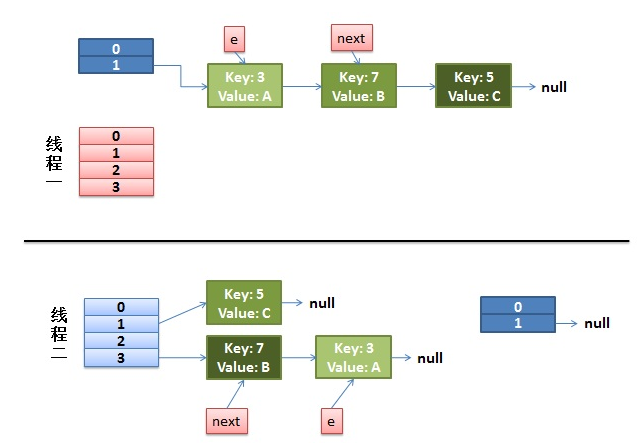 e
next
0
1
Key: 3
Value: A
Key: 7
Value: B
Key: 5
Value: C
null
线程一
0
1
2
3
线程二
0
1
2
3
Key: 5
Value: C
null
Key: 7
Value: B
Key: 3
Value: A
null
next
e
0
1
null